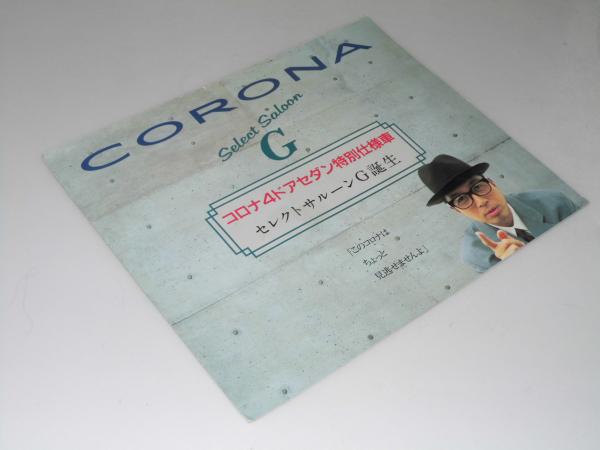 CORONA
Select Saloon
G
コロナ4ドアセダン特別仕様車
セレクトサルーンG誕生
「このコロナは
ちょっと
見逃せませんよ」